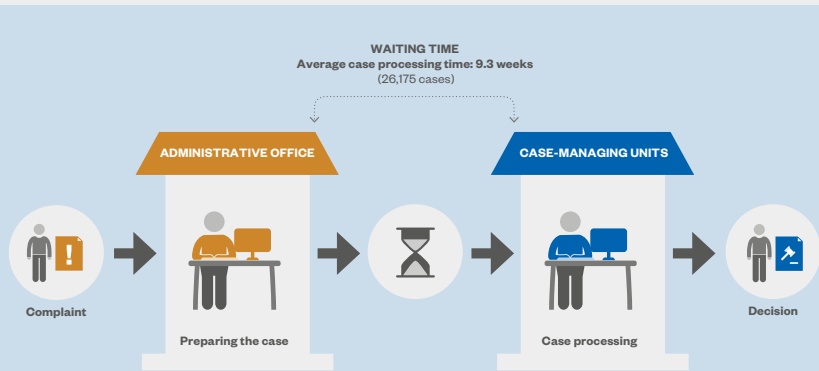 WAITING TIME
Average case processing time: 9.3 weeks
(26,175 cases)
ADMINISTRATIVE OFFICE
CASE-MANAGING UNITS
Complaint
Preparing the case
Case processing
Decision